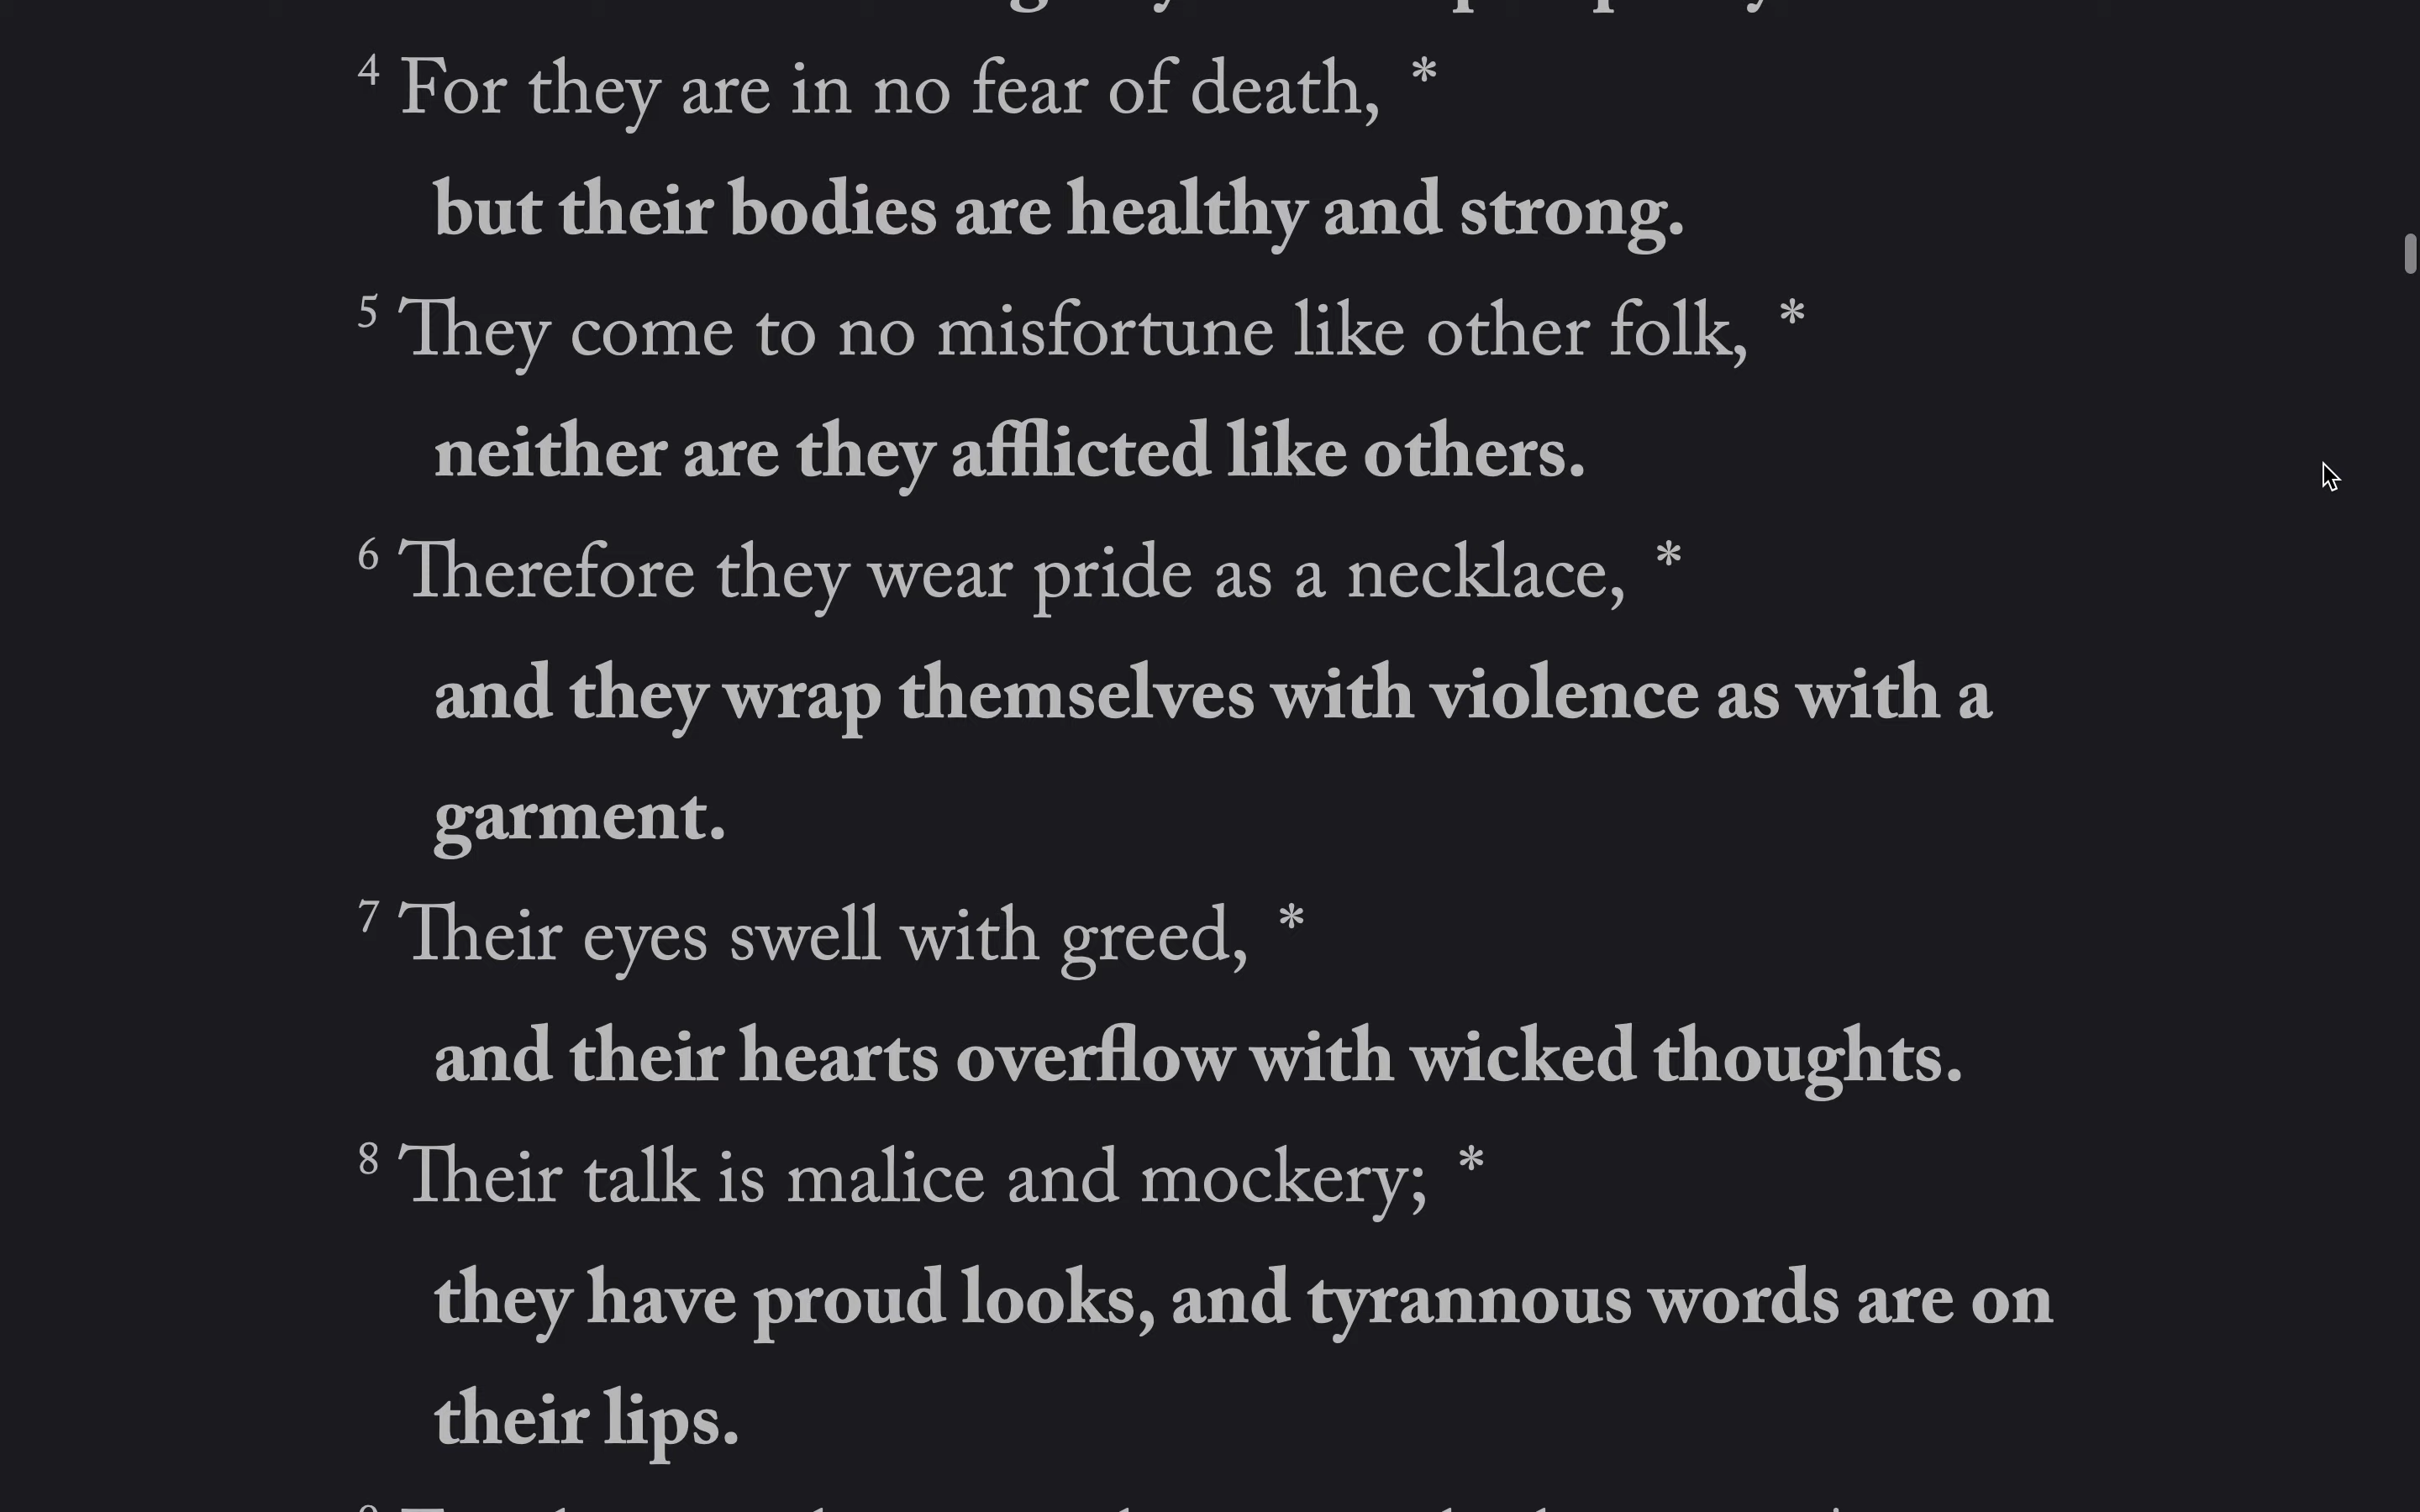 4 For they are in no fear of death, *
but their bodies are healthy and strong.
5 They come to no misfortune like other folk, *
neither are they afflicted like others.
6 Therefore they wear pride as a necklace, *
and they wrap themselves with violence as with a
garment.
7 Their eyes swell with greed, *
and their hearts overflow with wicked thoughts.
8 Their talk is malice and mockery; *
they have proud looks, and tyrannous words are on
their lips.